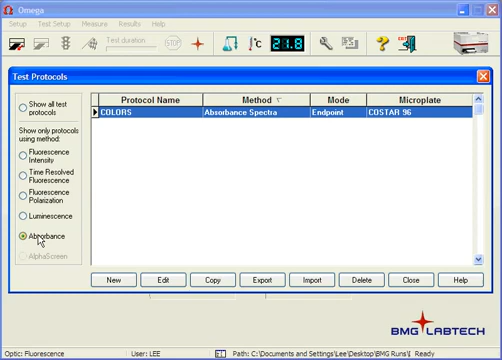 Omega
Setup Test Setup Measure Results Help
Test duration
STOP
°C
21.8
?
EXIT
Test Protocols
Show all test protocols
Show only protocols using method:
Fluorescence Intensity
Time Resolved Fluorescence
Fluorescence Polarization
Luminescence
Absorbance
AlphaScreen
Protocol Name Method Mode Microplate
COLORS Absorbance Spectra Endpoint COSTAR 96
New Edit Copy Export Import Delete Close Help
BMG LABTECH
Optic: Fluorescence User: LEE Path: C:\Documents and Settings\Lee\Desktop\BMG Runs\I Ready